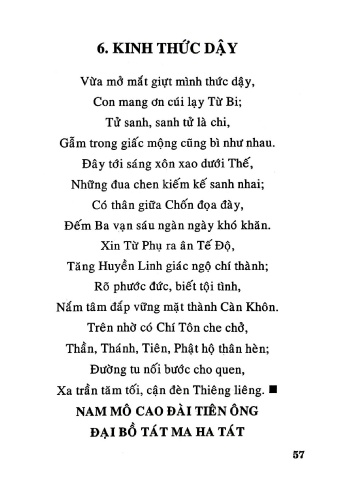 6. KINH THỨC DẬY
Vừa mở mắt giựt mình thức dậy,
Con mang ơn cúi lạy Từ Bi;
Tử sanh, sanh tử là chi,
Gẫm trong giấc mộng cũng bì như nhau.
Đây tới sáng xôn xao dưới Thế,
Những đua chen kiếm kế sanh nhai;
Có thân giữa Chốn đọa đày,
Đếm Ba vạn sáu ngàn ngày khó khăn.
Xin Từ Phụ ra ân Tế Độ,
Tăng Huyền Linh giác ngộ chí thành;
Rõ phước đức, biết tội tình,
Nắm tâm đắp vững mặt thành Càn Khôn.
Trên nhờ có Chí Tôn che chở,
Thần, Thánh, Tiên, Phật hộ thân hèn;
Đường tu nối bước cho quen,
Xa trần tăm tối, cận đèn Thiêng liêng. ■
NAM MÔ CAO ĐÀI TIÊN ÔNG
ĐẠI BỒ TÁT MA HA TÁT
57